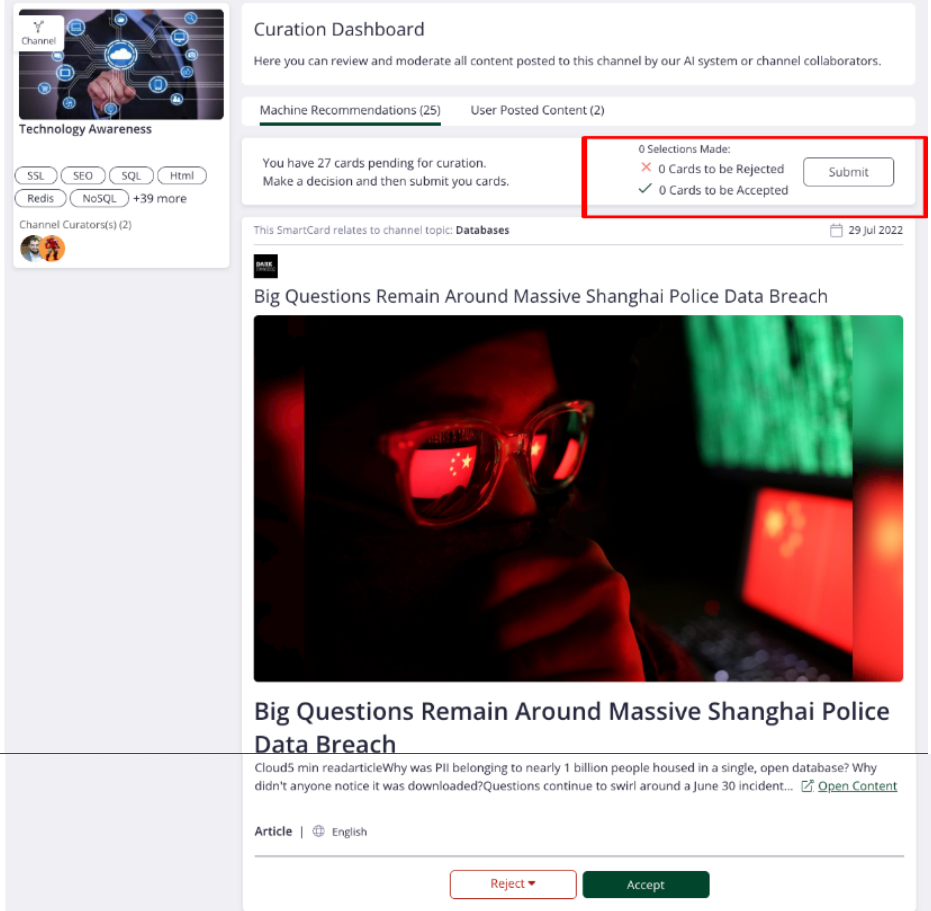 Channel
Technology Awareness
SSL SEO SQL Html
Redis NoSQL +39 more
Channel Curators(s) (2)
Curation Dashboard
Here you can review and moderate all content posted to this channel by our AI system or channel collaborators.
Machine Recommendations (25) User Posted Content (2)
You have 27 cards pending for curation.
Make a decision and then submit you cards.
0 Selections Made:
0 Cards to be Rejected
0 Cards to be Accepted
Submit
This SmartCard relates to channel topic: Databases 29 Jul 2022
DARK
Big Questions Remain Around Massive Shanghai Police Data Breach
Big Questions Remain Around Massive Shanghai Police
Data Breach
Cloud5 min readarticleWhy was PII belonging to nearly 1 billion people housed in a single, open database? Why
didn't anyone notice it was downloaded?Questions continue to swirl around a June 30 incident... Open Content
Article | English
Reject Accept